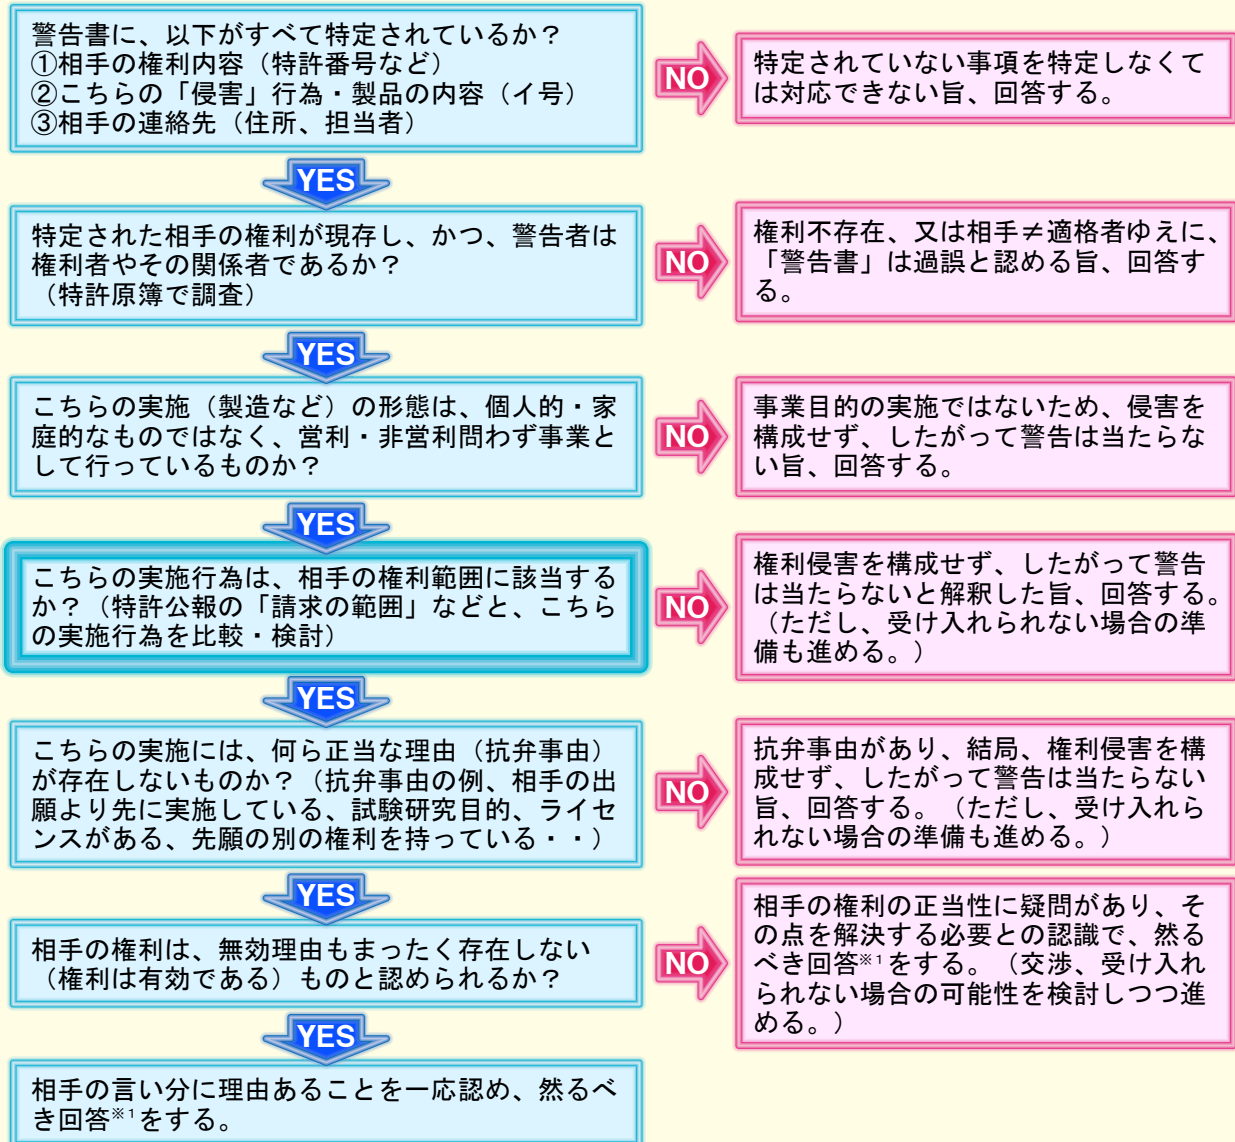 警告書に、以下がすべて特定されているか？
①相手の権利内容（特許番号など）
②こちらの「侵害」行為・製品の内容（イ号）
③相手の連絡先（住所、担当者）
NO
特定されていない事項を特定しなくて
は対応できない旨、回答する。
YES
特定された相手の権利が現存し、かつ、警告者は
権利者やその関係者であるか？
（特許原簿で調査）
NO
権利不存在、又は相手≠適格者ゆえに、
「警告書」は過誤と認める旨、回答す
る。
YES
こちらの実施（製造など）の形態は、個人的・家
庭的なものではなく、営利・非営利問わず事業と
して行っているものか？
NO
事業目的の実施ではないため、侵害を
構成せず、したがって警告は当たらな
い旨、回答する。
YES
こちらの実施行為は、相手の権利範囲に該当する
か？（特許公報の「請求の範囲」などと、こちら
の実施行為を比較・検討）
NO
権利侵害を構成せず、したがって警告
は当たらないと解釈した旨、回答する。
（ただし、受け入れられない場合の準
備も進める。）
YES
こちらの実施には、何ら正当な理由（抗弁事由）
が存在しないものか？（抗弁事由の例、相手の出
願より先に実施している、試験研究目的、ライセ
ンスがある、先願の別の権利を持っている・・）
NO
抗弁事由があり、結局、権利侵害を構
成せず、したがって警告は当たらない
旨、回答する。（ただし、受け入れら
れない場合の準備も進める。）
YES
相手の権利は、無効理由もまったく存在しない
（権利は有効である）ものと認められるか？
NO
相手の権利の正当性に疑問があり、そ
の点を解決する必要との認識で、然る
べき回答※1をする。（交渉、受け入れ
られない場合の可能性を検討しつつ進
める。）
YES
相手の言い分に理由あることを一応認め、然るべ
き回答※1をする。